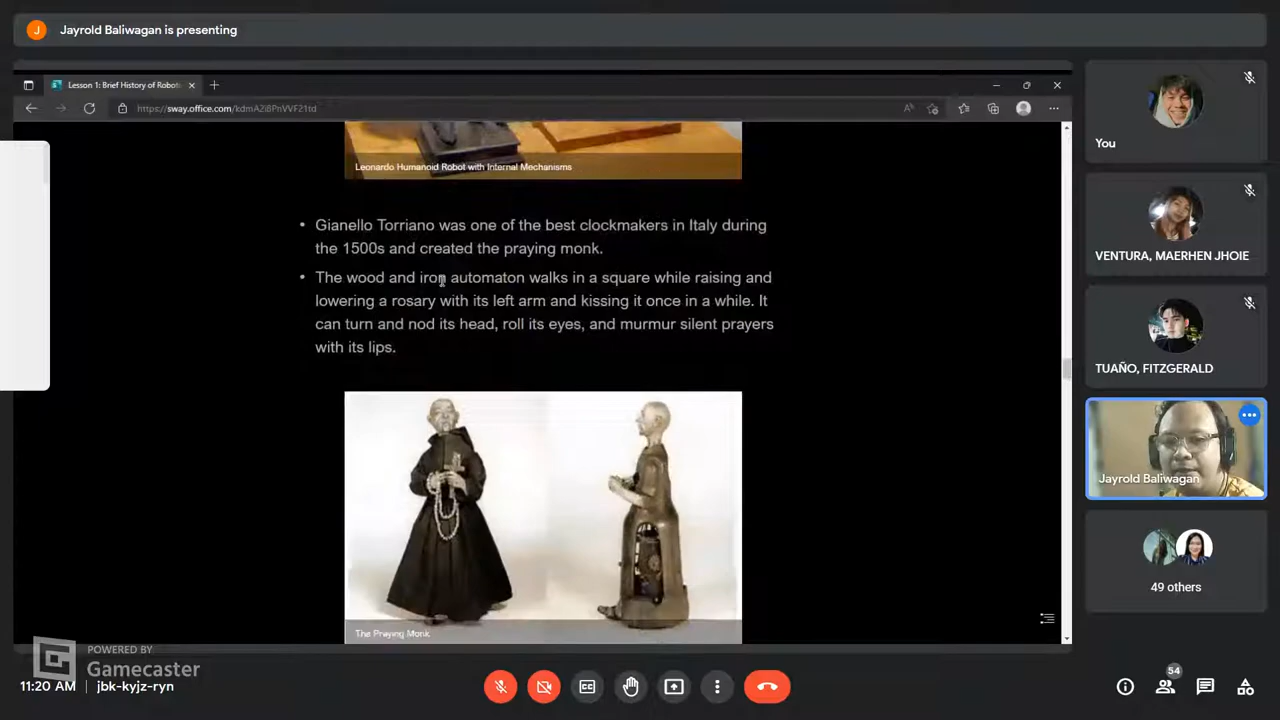 J
Jayrold Baliwagan is presenting
Lesson 1: Brief History of Roboti
https://sway.office.com/kdmA2i8PnVVF21td
Leonardo Humanoid Robot with Internal Mechanisms
• Gianello Torriano was one of the best clockmakers in Italy during
the 1500s and created the praying monk.
• The wood and iron automaton walks in a square while raising and
lowering a rosary with its left arm and kissing it once in a while. It
can turn and nod its head, roll its eyes, and murmur silent prayers
with its lips.
The Praying Monk
You
VENTURA, MAERHEN JHOIE
TUAÑO, FITZGERALD
Jayrold Baliwagan
49 others
POWERED BY
Gamecaster
11:20 AM | jbk-kyjz-ryn
54